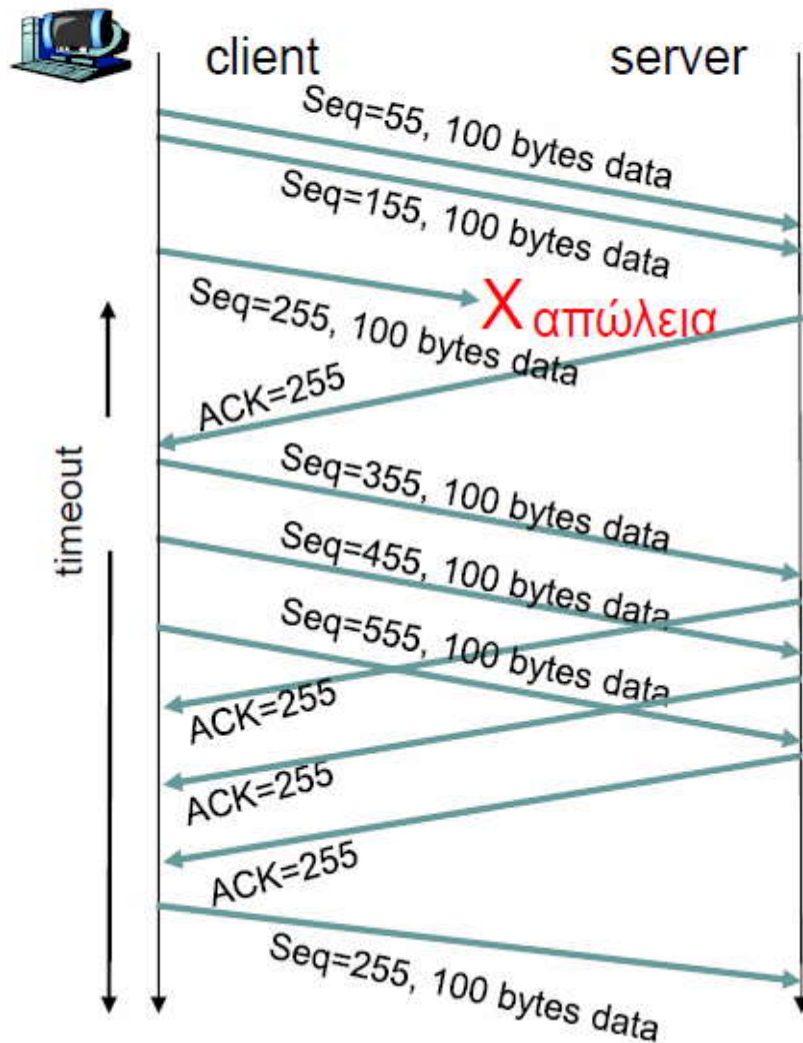 client
server
Seq=55, 100 bytes data
Seq=155, 100 bytes data
Seq=255, 100 bytes data
X απώλεια
ACK=255
timeout
Seq=355, 100 bytes data
Seq=455, 100 bytes data
Seq=555, 100 bytes data
ACK=255
ACK=255
ACK=255
Seq=255, 100 bytes data